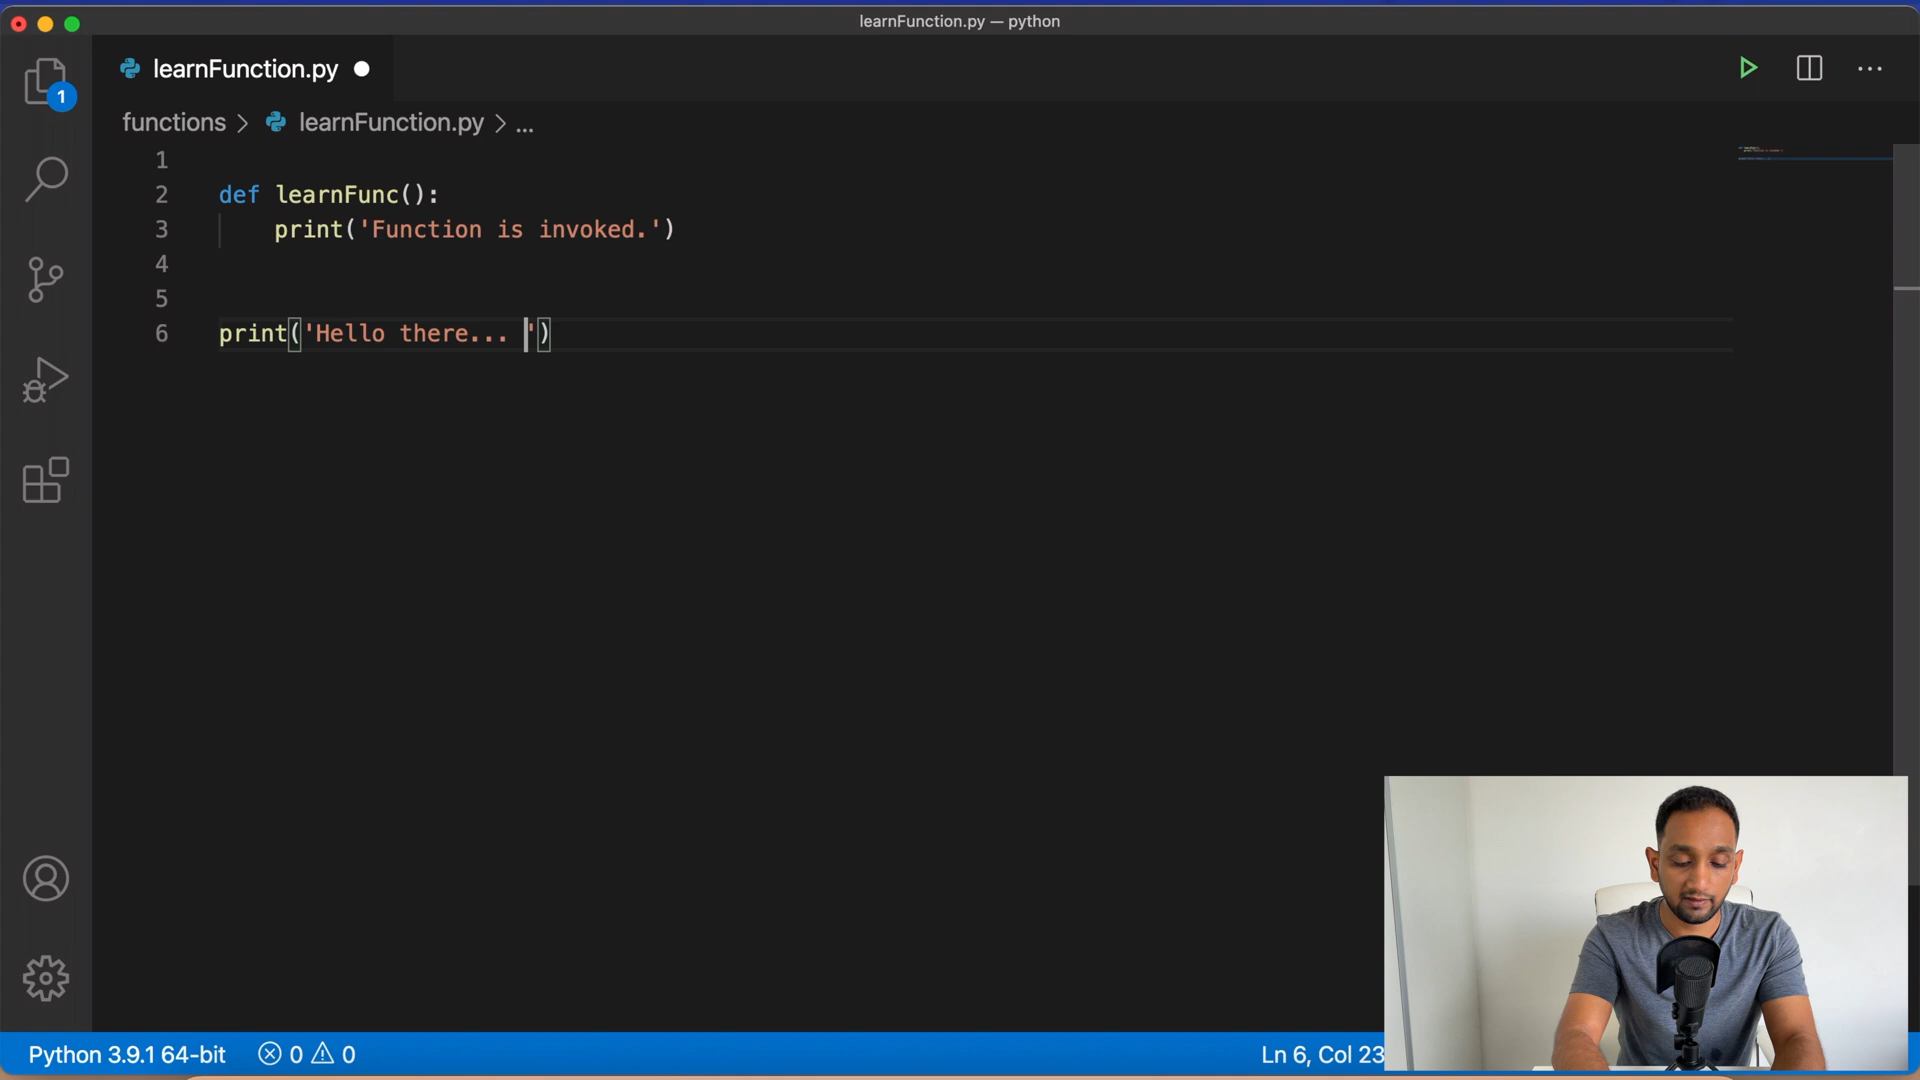 learnFunction.py — python
learnFunction.py
1
functions > learnFunction.py > ...
1
2 def learnFunc():
3 print('Function is invoked.')
4
5
6 print('Hello there... ')
Python 3.9.1 64-bit 0 0 Ln 6, Col 23